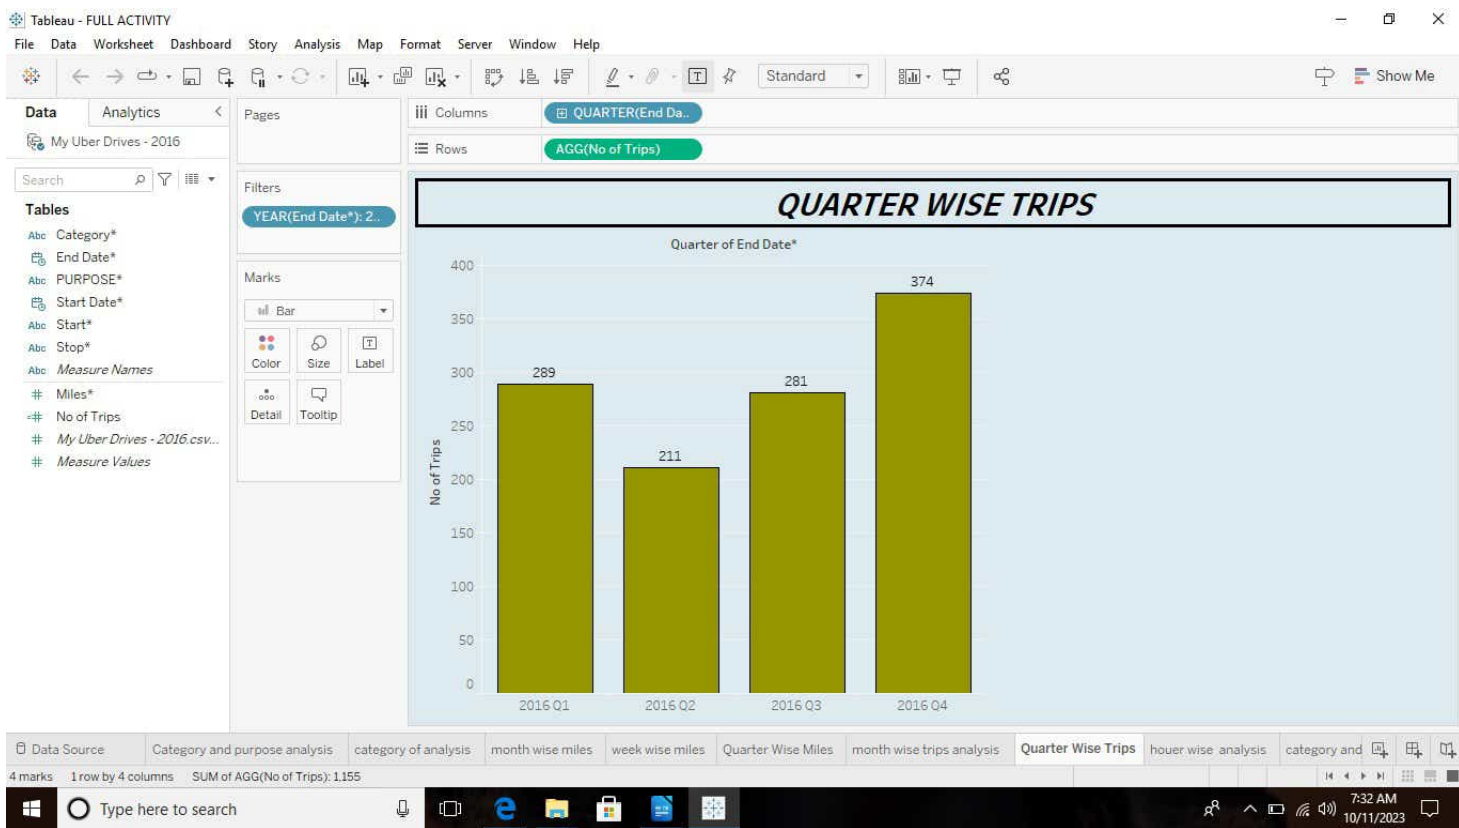 Tableau - FULL ACTIVITY
File Data Worksheet Dashboard Story Analysis Map Format Server Window Help
Standard
Show Me
Data Analytics
My Uber Drives - 2016
Search
Tables
Abc Category*
End Date*
Abc PURPOSE*
Start Date*
Abc Start*
Abc Stop*
Abc Measure Names
# Miles*
=# No of Trips
# My Uber Drives - 2016.csv...
# Measure Values
Pages
Filters
YEAR(End Date*): 2..
Marks
Bar
Color Size Label
Detail Tooltip
Columns QUARTER(End Da..
Rows AGG(No of Trips)
QUARTER WISE TRIPS
Quarter of End Date*
No of Trips
400
350
300
250
200
150
100
50
0
289
211
281
374
2016 Q1 2016 Q2 2016 Q3 2016 Q4
Data Source Category and purpose analysis category of analysis month wise miles week wise miles Quarter Wise Miles month wise trips analysis Quarter Wise Trips houer wise analysis category and
4 marks 1 row by 4 columns SUM of AGG(No of Trips): 1,155
Type here to search
7:32 AM
10/11/2023